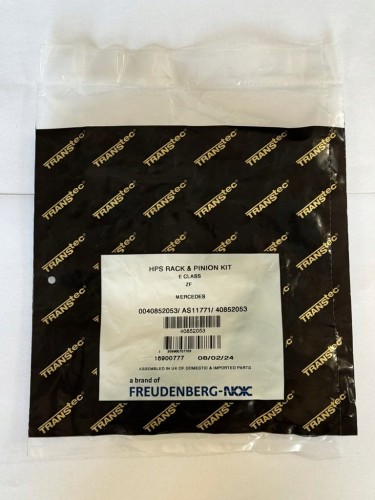 TRANSTEC
HPS RACK & PINION KIT
E CLASS
ZF
MERCEDES
0040852053/ AS11771/ 40852053
40852053
16900777 08/02/24
ASSEMBLED IN UK OF DOMESTIC & IMPORTED PARTS
a brand of
FREUDENBERG-NOK